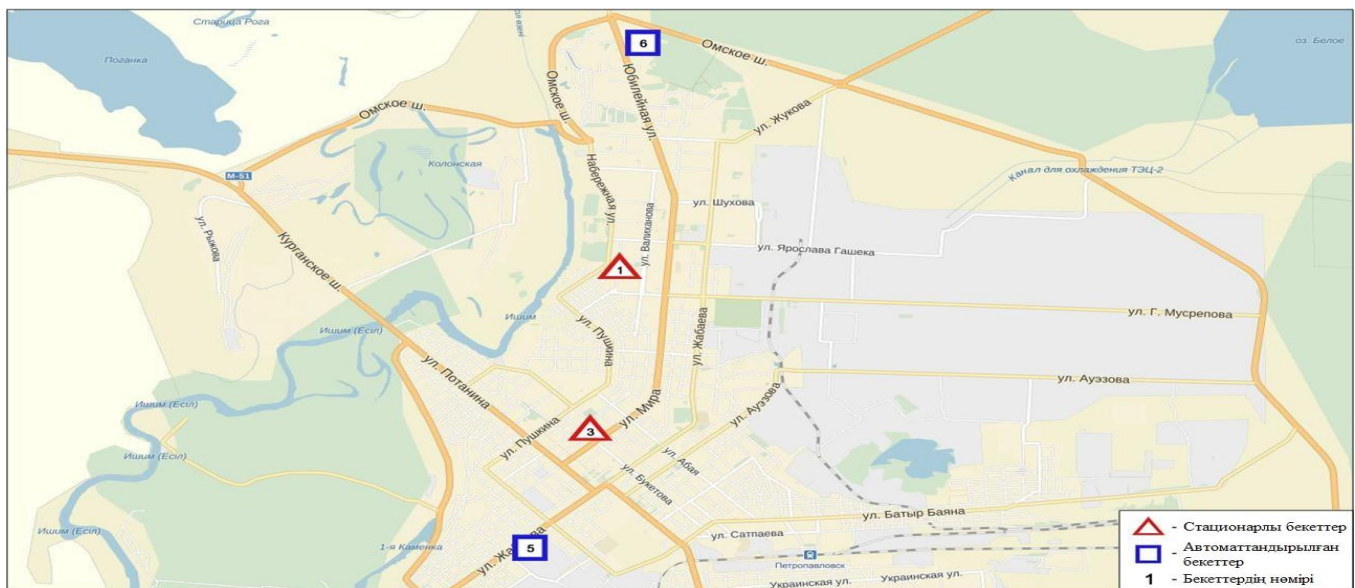 Старица Рога
Поганка
6
Омское ш.
оз. Белое
Омское ш.
Юбилейная ул.
Омское ш.
ул. Жукова
Колонская
М-51
Набережная ул.
Канал для охлаждения ТЭЦ-2
ул. Рыжова
ул. Шухова
ул. Валиханова
Курганское ш.
ул. Ярослава Гашека
1
Ишим
Ишим (Есіл)
ул. Пушкина
ул. Г. Мусрепова
ул. Жабаева
ул. Потанина
ул. Ауэзова
Ишим (Есіл)
ул. Мира
ул. Ауэзова
3
ул. Пушкина
Ишим (Есіл)
ул. Абая
ул. Букетова
ул. Батыр Баяна
Ишим (Есіл)
ул. Сатпаева
1-я Каменка
5
Петропавловск
Украинская ул.
Украинская ул.
- Стационарлы бекеттер
- Автоматтандырылған
бекеттер
1 - Бекеттердің нөмірі